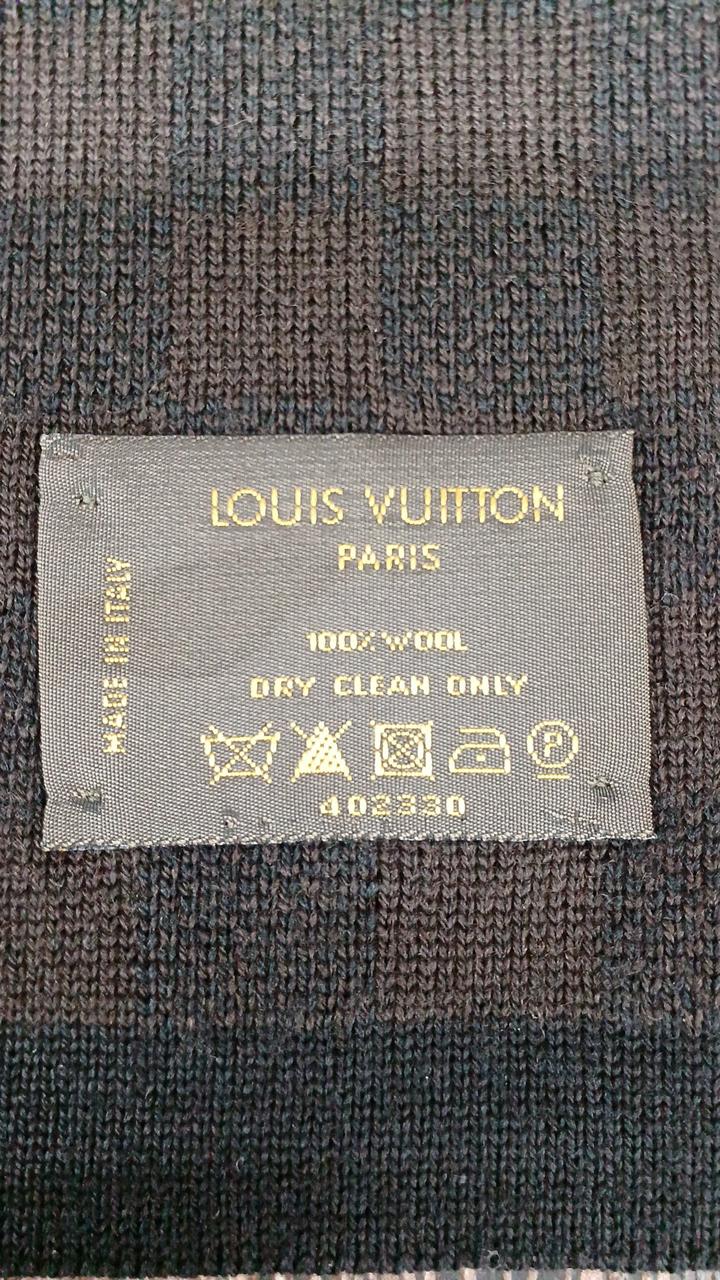 LOUIS VUITTON
PARIS
100% WOOL
DRY CLEAN ONLY
P
402330
MADE IN ITALY